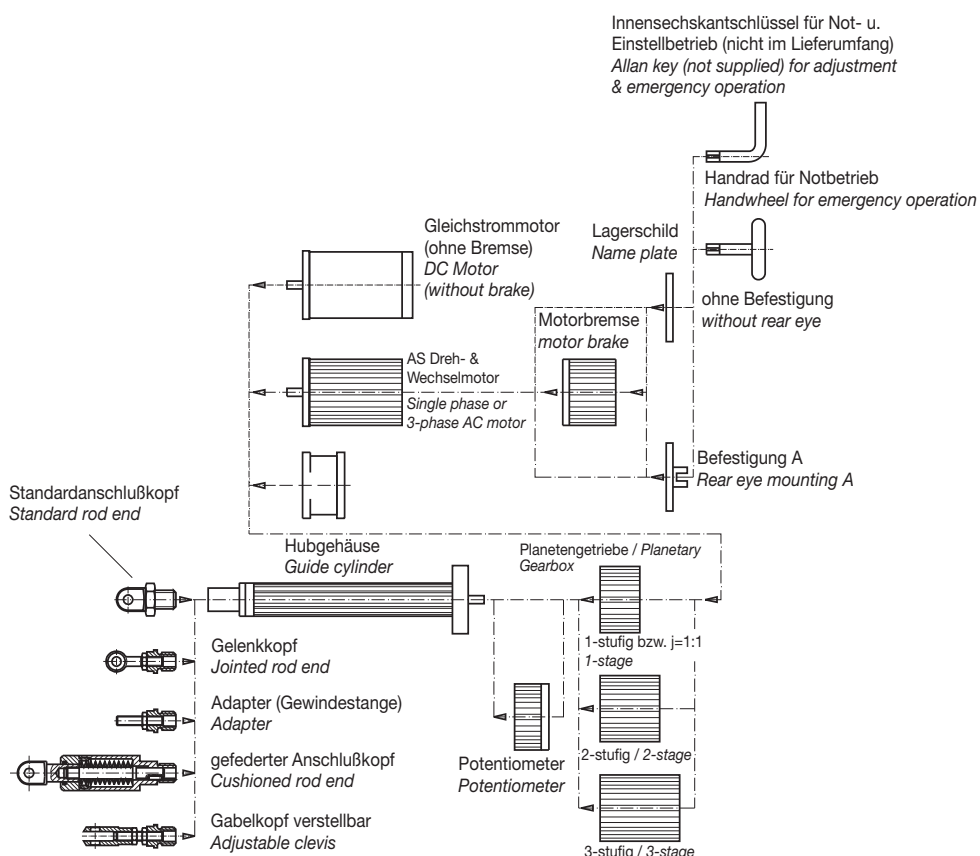 Innensechskantschlüssel für Not- u.
Einstellbetrieb (nicht im Lieferumfang)
Allan key (not supplied) for adjustment
& emergency operation
Handrad für Notbetrieb
Handwheel for emergency operation
Gleichstrommotor
(ohne Bremse)
DC Motor
(without brake)
Lagerschild
Name plate
ohne Befestigung
without rear eye
Motorbremse
motor brake
AS Dreh- &
Wechselmotor
Single phase or
3-phase AC motor
Befestigung A
Rear eye mounting A
Standardanschlußkopf
Standard rod end
Hubgehäuse
Guide cylinder
Planetengetriebe / Planetary
Gearbox
1-stufig bzw. j=1:1
1-stage
Gelenkkopf
Jointed rod end
Adapter (Gewindestange)
Adapter
2-stufig / 2-stage
gefederter Anschlußkopf
Cushioned rod end
Potentiometer
Potentiometer
Gabelkopf verstellbar
Adjustable clevis
3-stufig / 3-stage